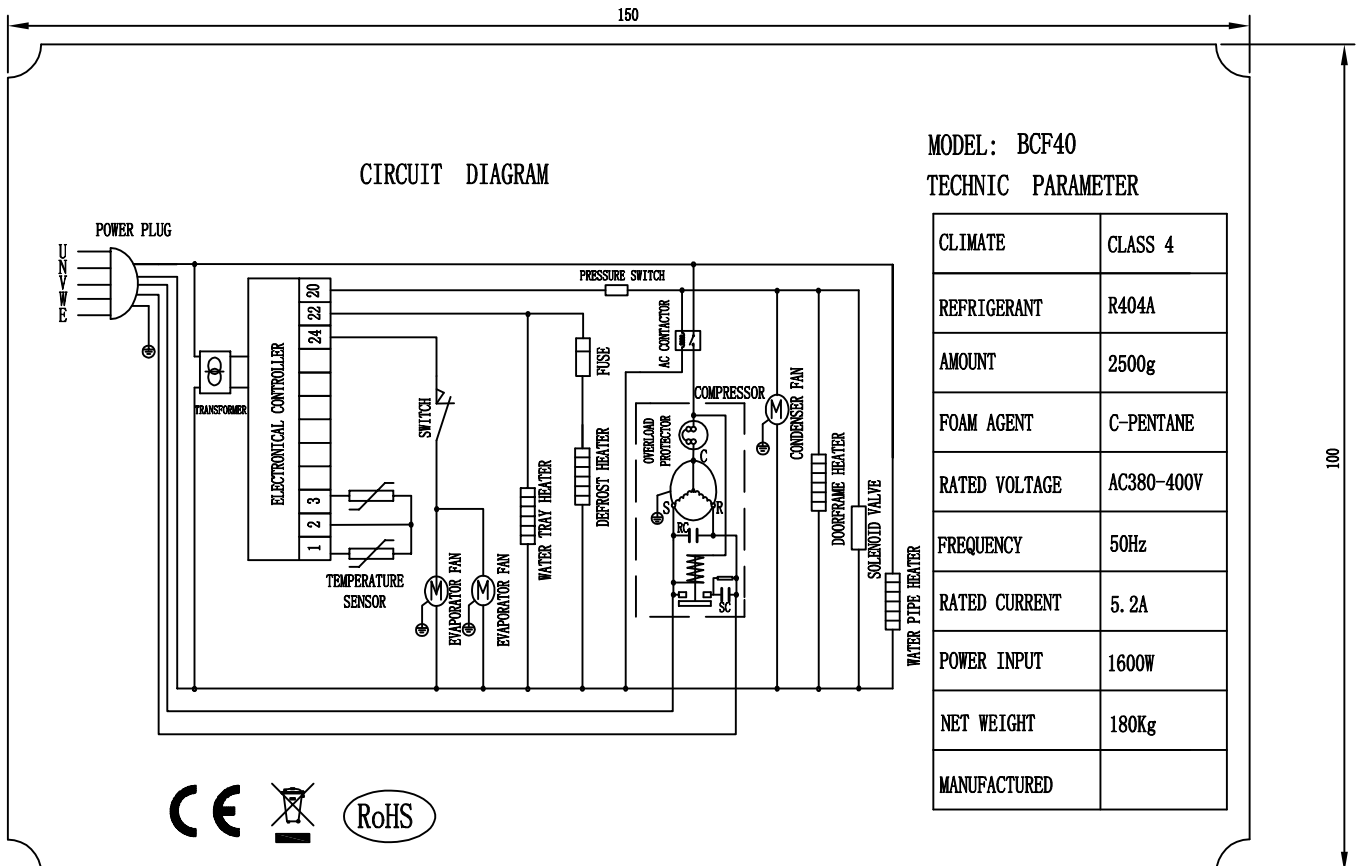 150
100
CIRCUIT DIAGRAM
POWER PLUG
U
N
V
W
E
TRANSFORMER
ELECTRONICAL CONTROLLER
20
22
24
3
2
1
TEMPERATURE
SENSOR
SWITCH
EVAPORATOR FAN
M
EVAPORATOR FAN
M
WATER TRAY HEATER
FUSE
DEFROST HEATER
PRESSURE SWITCH
AC CONTACTOR
COMPRESSOR
OVERLOAD
PROTECTOR
C
S
R
RC
SC
M
CONDENSER FAN
DOORFRAME HEATER
SOLENOID VALVE
WATER PIPE HEATER
MODEL: BCF40
TECHNIC PARAMETER
CLIMATE CLASS 4
REFRIGERANT R404A
AMOUNT 2500g
FOAM AGENT C-PENTANE
RATED VOLTAGE AC380-400V
FREQUENCY 50Hz
RATED CURRENT 5.2A
POWER INPUT 1600W
NET WEIGHT 180Kg
MANUFACTURED
CE
RoHS